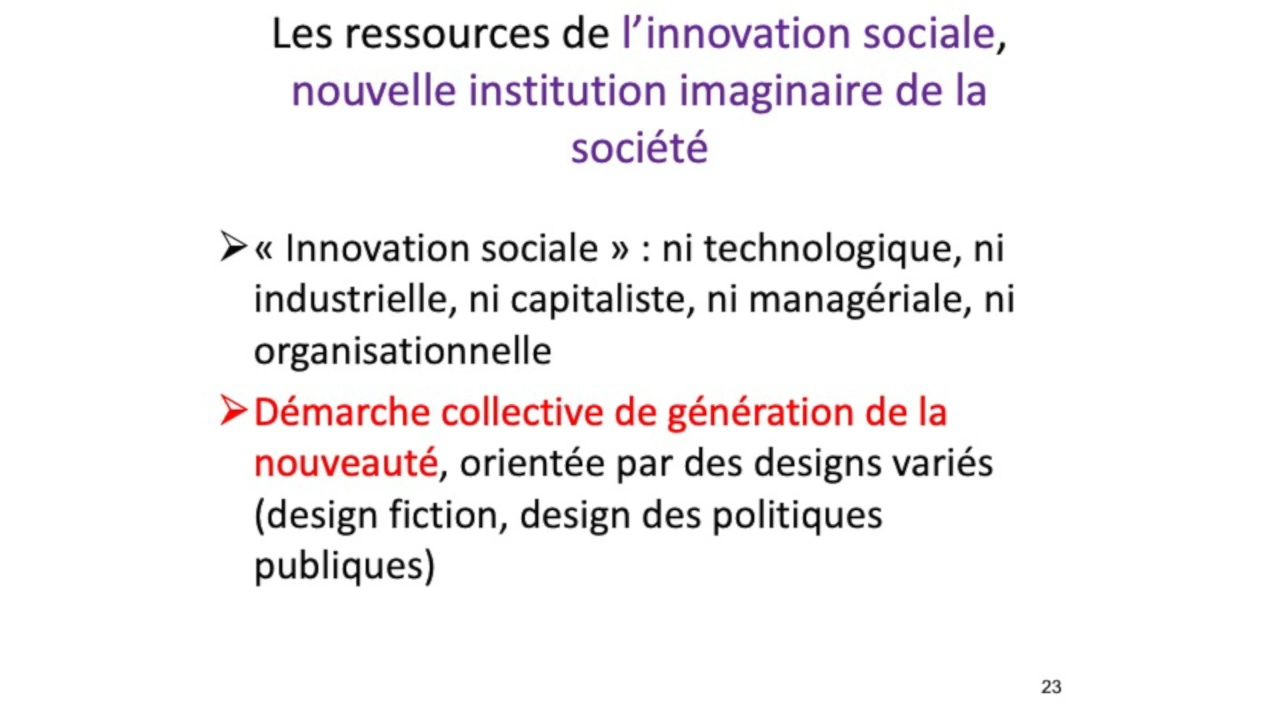 Les ressources de l’innovation sociale,
nouvelle institution imaginaire de la
société
➢« Innovation sociale » : ni technologique, ni
industrielle, ni capitaliste, ni managériale, ni
organisationnelle
➢Démarche collective de génération de la
nouveauté, orientée par des designs variés
(design fiction, design des politiques
publiques)
23